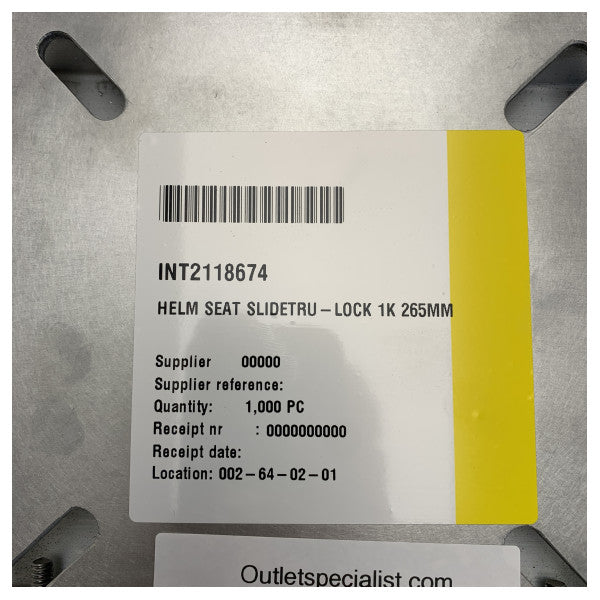 INT2118674
HELM SEAT SLIDETRU-LOCK 1K 265MM
Supplier 00000
Supplier reference:
Quantity: 1,000 PC
Receipt nr : 0000000000
Receipt date:
Location: 002-64-02-01
Outletspecialist.com